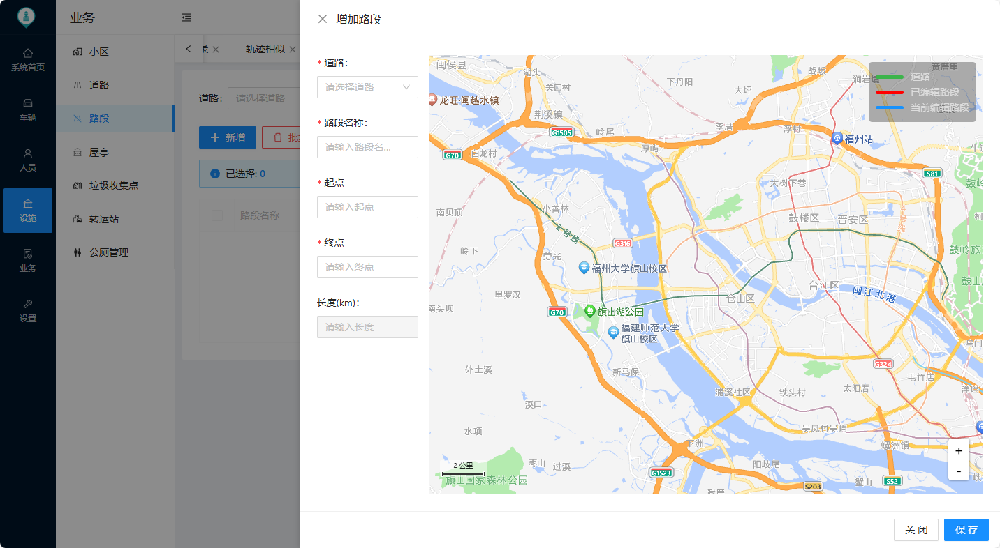 业务
系统首页
车辆
人员
设施
业务
设置
小区
道路
路段
屋亭
垃圾收集点
转运站
公厕管理
轨迹相似
道路:
请选择道路
新增
已选择: 0
路段名称
增加路段
* 道路:
请选择道路
* 路段名称:
请输入路段名...
* 起点
请输入起点
* 终点
请输入终点
长度(km):
请输入长度
闽侯县
湖头
关口村
下丹阳
战坂
涧岩塆
黄厝里
道路
已编辑路段
当前编辑路段
龙旺·闽越水镇
大坪
荆溪镇
G1505
岭尾
李厝
浮村
福州站
厚屿
G70
白龙村
S81
鼓岭
大树下巷
南贝顶
小善林
4号线
鼓楼区
晋安区
2号线
G316
岭下
劳光
鼓岭旅
福州大学旗山校区
鼓山
里罗汉
台江区
闽江北港
仓山区
南头坝
G70
旗山湖公园
福建师范大学
旗山校区
外土溪
新马保
G324
毛竹店
太阳厝
洋垱
浦溪社区
铁头村
溪口
水项
吴凤村吴屿
下洲
螺洲镇
2 公里
枣山
过溪
阳岐尾
旗山国家森林公园
G1523
S203
S52
+
-
关 闭
保 存